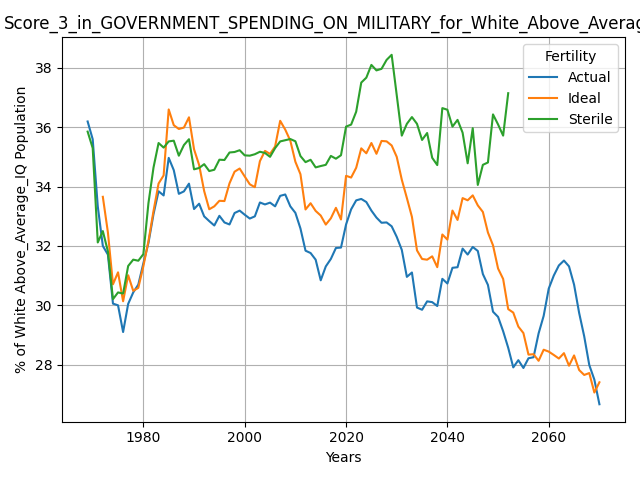 Score_3_in_GOVERNMENT_SPENDING_ON_MILITARY_for_White_Above_Averag
Fertility
Actual
Ideal
Sterile
38
36
34
32
30
28
% of White Above_Average_IQ Population
1980
2000
2020
2040
2060
Years